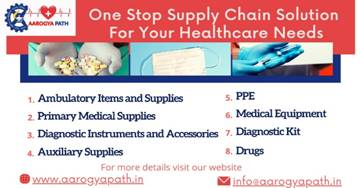 AAROGYA PATH
One Stop Supply Chain Solution
For Your Healthcare Needs
1. Ambulatory Items and Supplies
2. Primary Medical Supplies
3. Diagnostic Instruments and Accessories
4. Auxiliary Supplies
5. PPE
6. Medical Equipment
7. Diagnostic Kit
8. Drugs
For more details visit our website
www.aarogyapath.in
info@aarogyapath.in